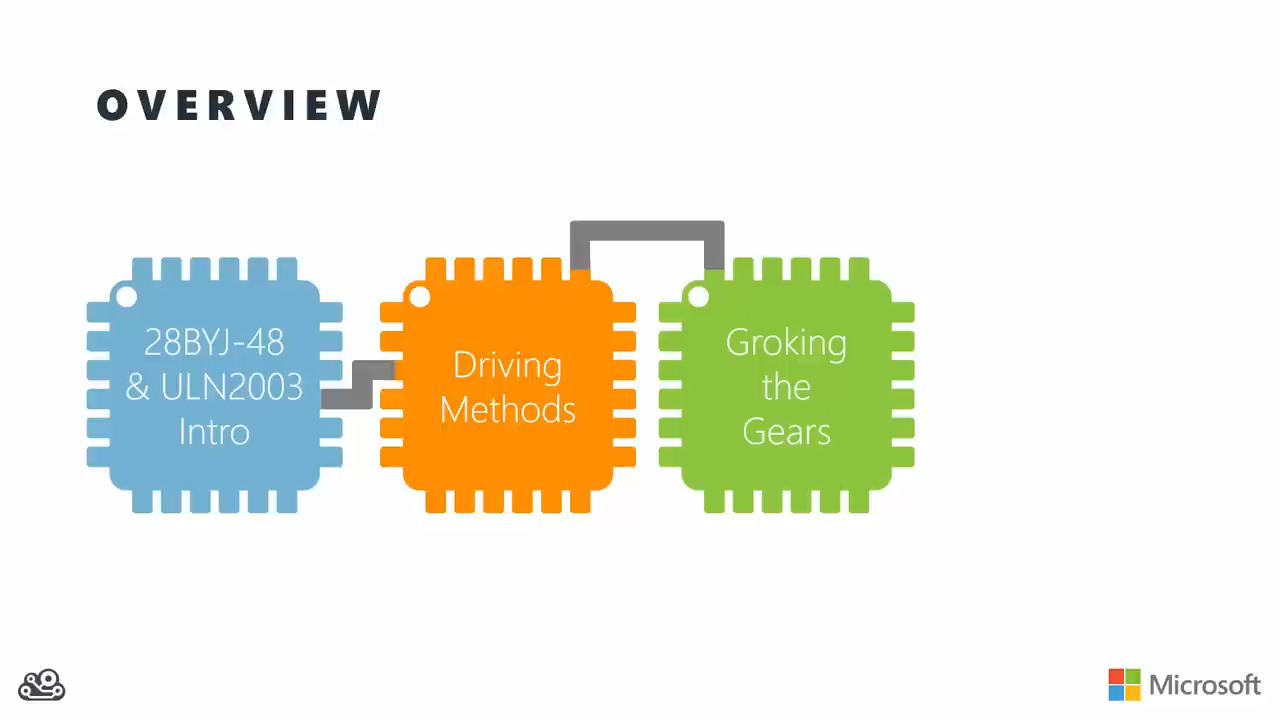 OVERVIEW
28BYJ-48
& ULN2003
Intro
Driving
Methods
Groking
the
Gears
Microsoft